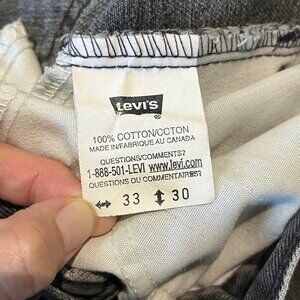 Levi's
®
100% COTTON/COTON
MADE IN/FABRIQUE AU CANADA
QUESTIONS/COMMENTS?
1-888-501-LEVI www.levi.com
QUESTIONS OU COMMENTAIRES?
33 30